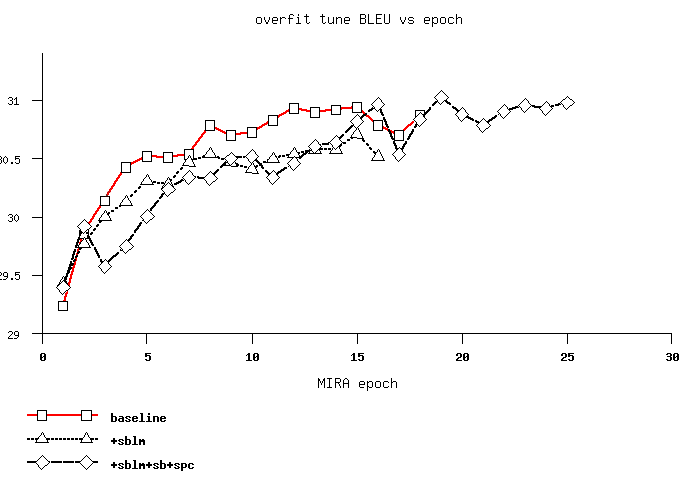 overfit tune BLEU vs epoch
31
30.5
30
29.5
29
0 5 10 15 20 25 30
MIRA epoch
baseline
+sblm
+sblm+sb+spc